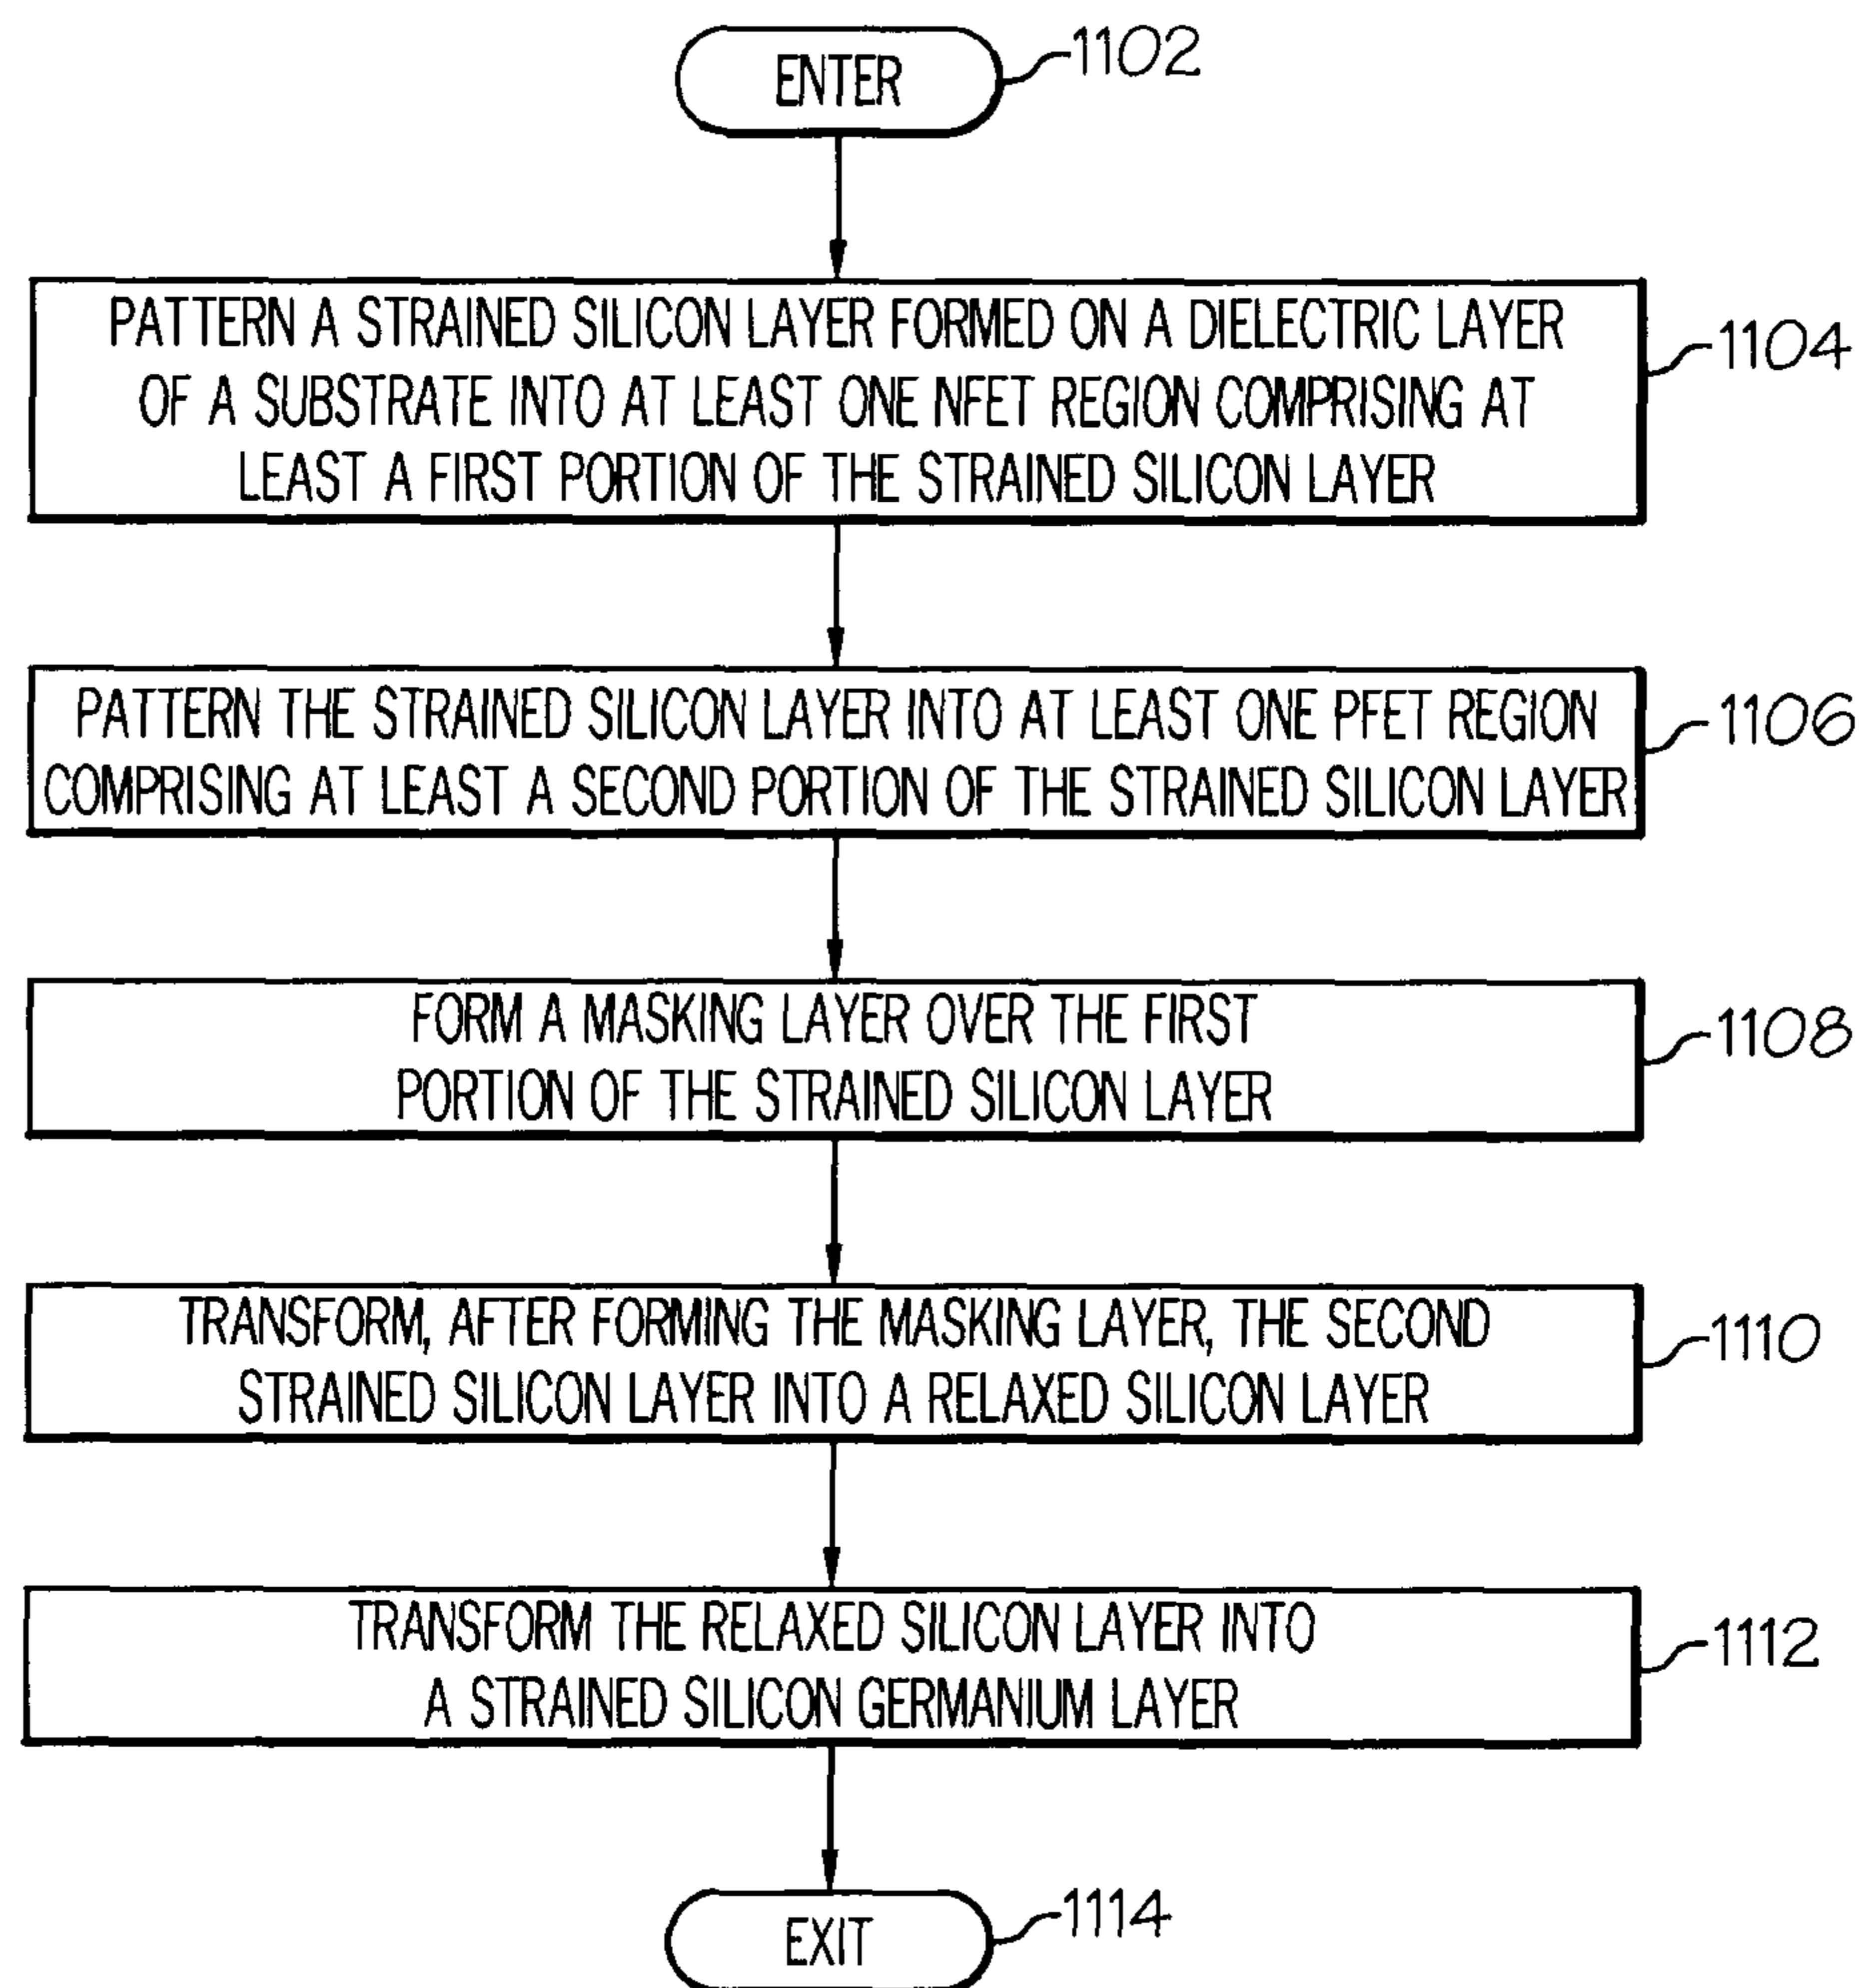 ENTER
1102
PATTERN A STRAINED SILICON LAYER FORMED ON A DIELECTRIC LAYER
OF A SUBSTRATE INTO AT LEAST ONE NFET REGION COMPRISING AT
LEAST A FIRST PORTION OF THE STRAINED SILICON LAYER
1104
PATTERN THE STRAINED SILICON LAYER INTO AT LEAST ONE PFET REGION
COMPRISING AT LEAST A SECOND PORTION OF THE STRAINED SILICON LAYER
1106
FORM A MASKING LAYER OVER THE FIRST
PORTION OF THE STRAINED SILICON LAYER
1108
TRANSFORM, AFTER FORMING THE MASKING LAYER, THE SECOND
STRAINED SILICON LAYER INTO A RELAXED SILICON LAYER
1110
TRANSFORM THE RELAXED SILICON LAYER INTO
A STRAINED SILICON GERMANIUM LAYER
1112
EXIT
1114